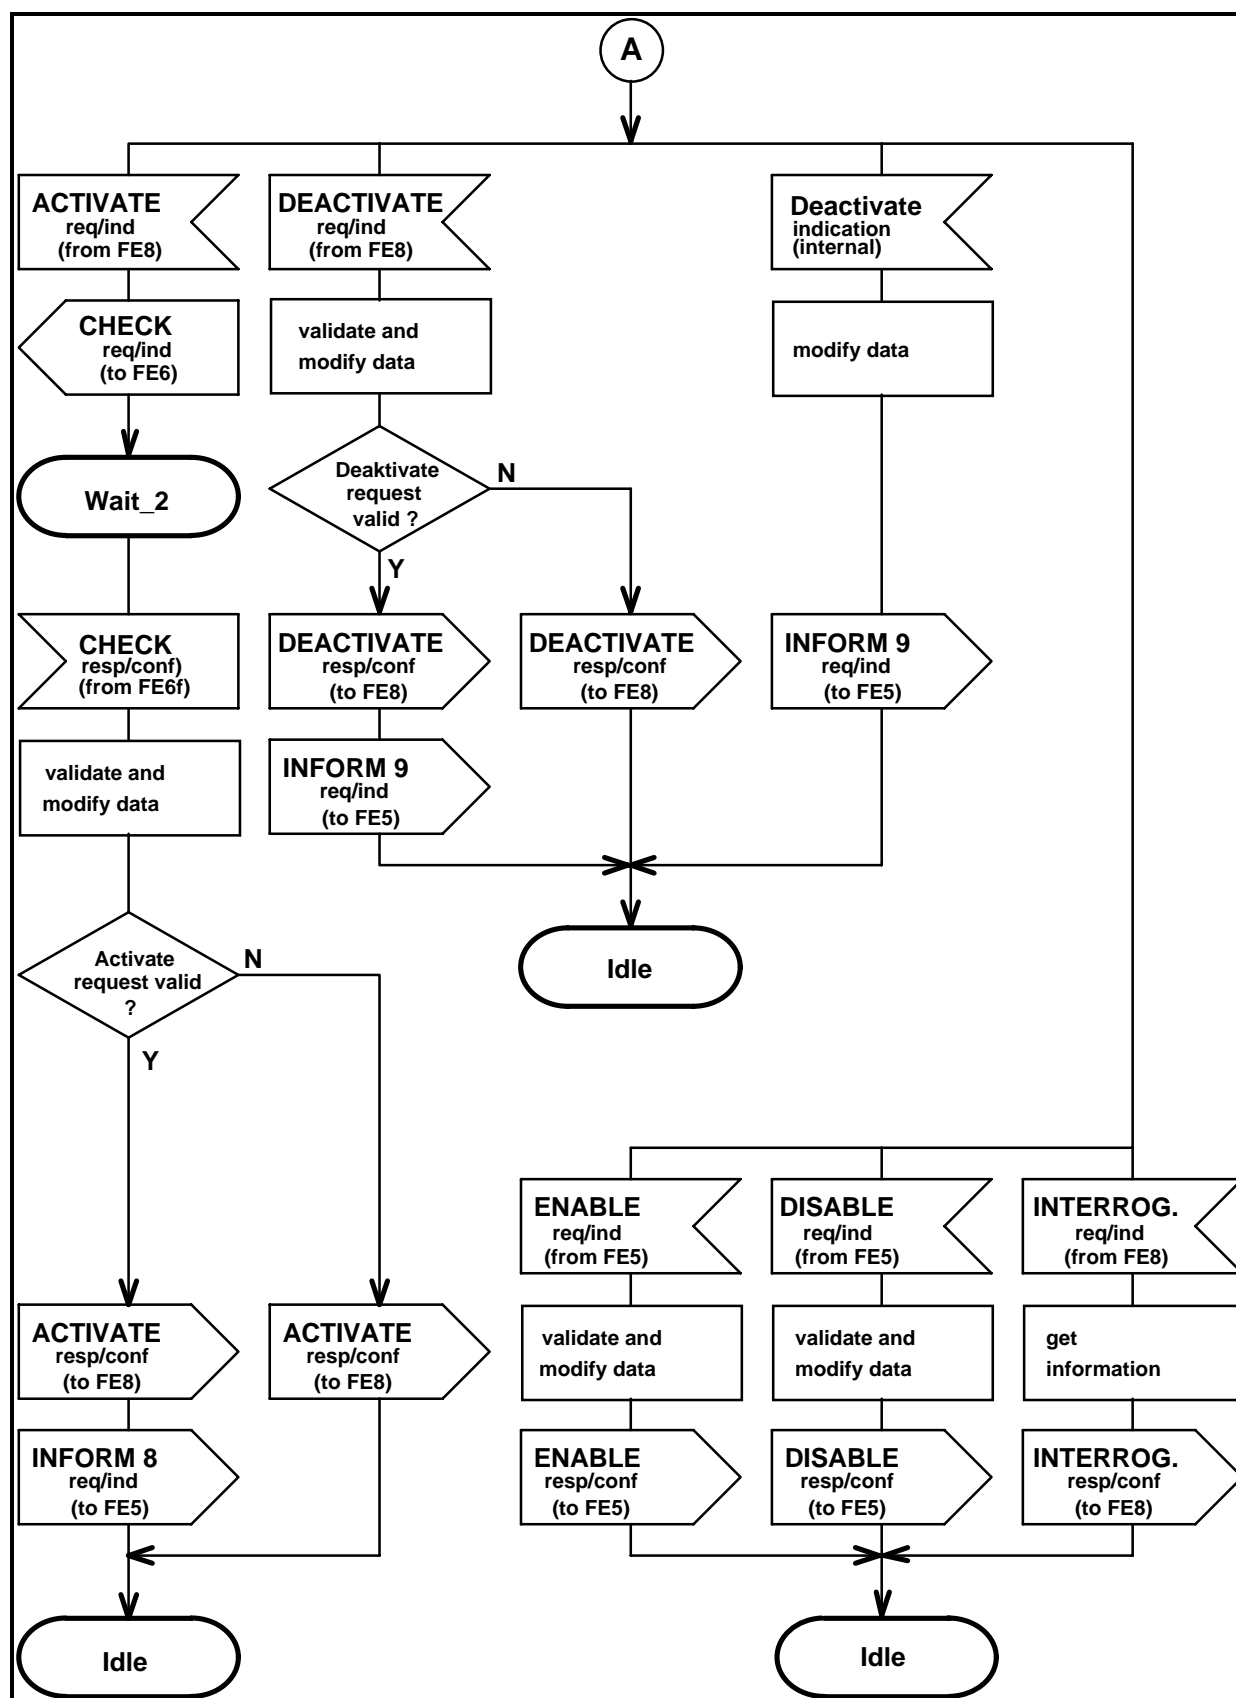 A
ACTIVATE
req/ind
(from FE8)
DEACTIVATE
req/ind
(from FE8)
Deactivate
indication
(internal)
CHECK
req/ind
(to FE6)
validate and
modify data
modify data
Wait_2
Deaktivate
request
valid ?
N
Y
CHECK
resp/conf)
(from FE6f)
DEACTIVATE
resp/conf
(to FE8)
DEACTIVATE
resp/conf
(to FE8)
INFORM 9
req/ind
(to FE5)
validate and
modify data
INFORM 9
req/ind
(to FE5)
Activate
request valid
?
N
Y
Idle
ENABLE
req/ind
(from FE5)
DISABLE
req/ind
(from FE5)
INTERROG.
req/ind
(from FE8)
ACTIVATE
resp/conf
(to FE8)
ACTIVATE
resp/conf
(to FE8)
validate and
modify data
validate and
modify data
get
information
INFORM 8
req/ind
(to FE5)
ENABLE
resp/conf
(to FE5)
DISABLE
resp/conf
(to FE5)
INTERROG.
resp/conf
(to FE8)
Idle
Idle